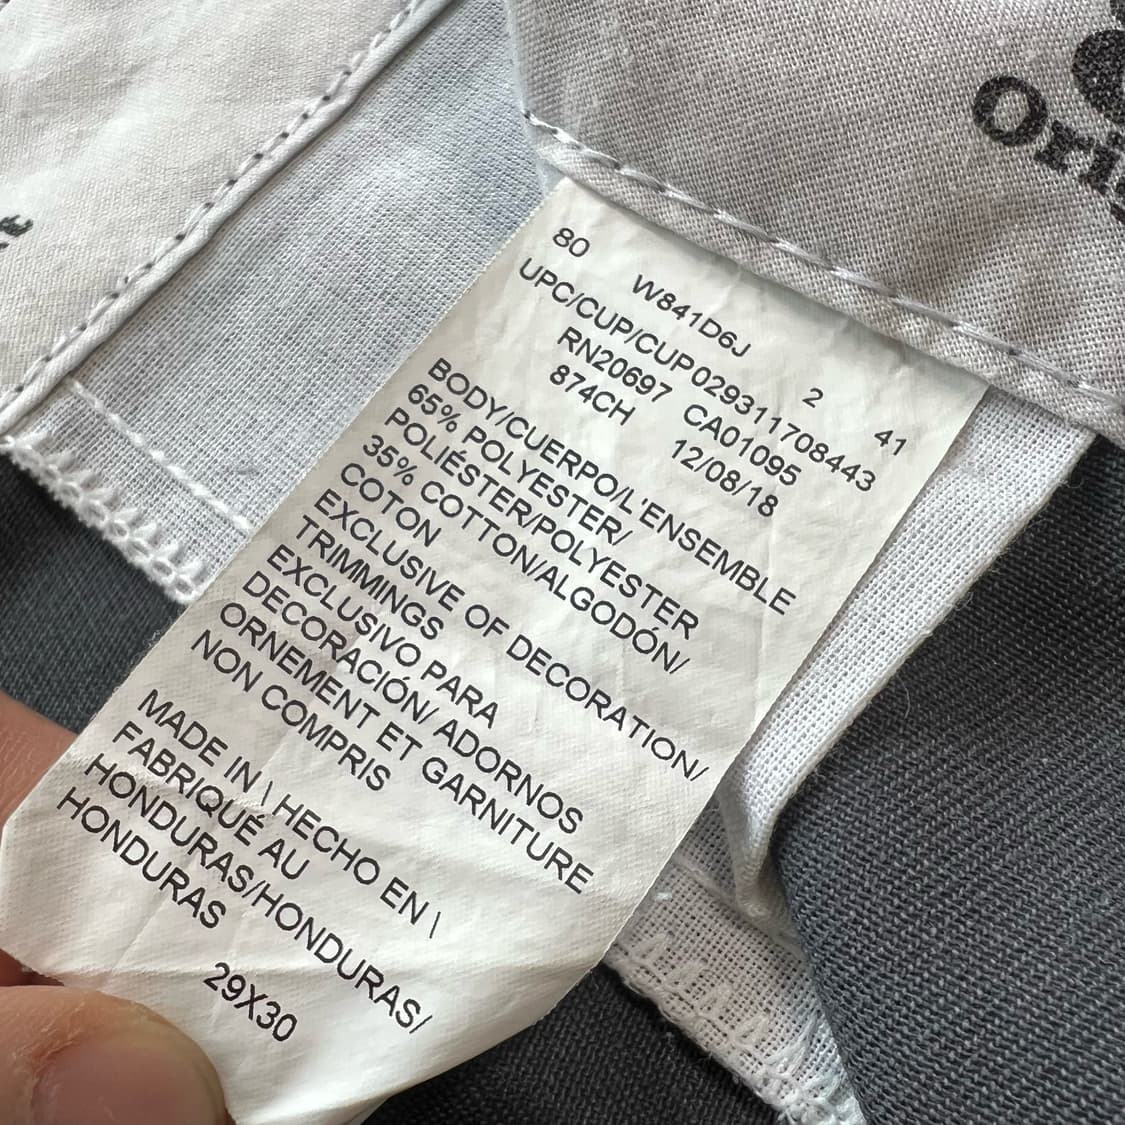 Ori
80 W841D6J 2 41
UPC/CUP/CUP029311708443
RN20697 CA01095
874CH 12/08/18
BODY/CUERPO/L'ENSEMBLE
65% POLYESTER/
POLIÉSTER/POLYESTER
35% COTTON/ALGODÓN/
COTON
EXCLUSIVE OF DECORATION/
TRIMMINGS
EXCLUSIVO PARA
DECORACIÓN/ ADORNOS
ORNEMENT ET GARNITURE
NON COMPRIS
MADE IN \ HECHO EN \
FABRIQUÉ AU
HONDURAS/HONDURAS/
HONDURAS
29X30